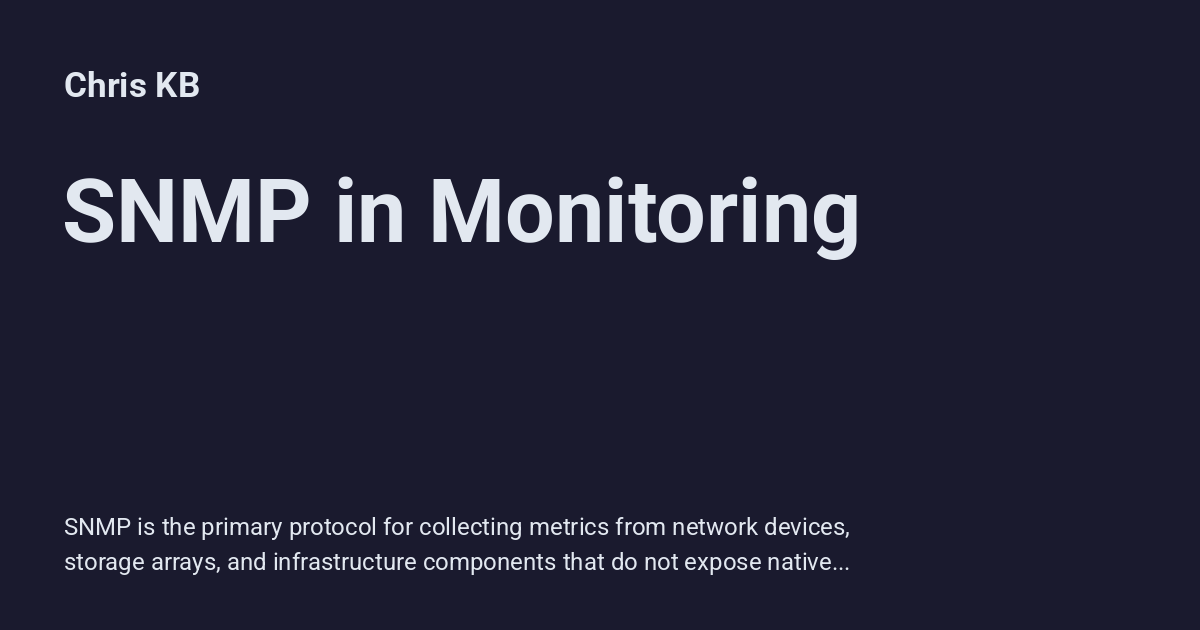 Chris KB
SNMP in Monitoring
SNMP is the primary protocol for collecting metrics from network devices,
storage arrays, and infrastructure components that do not expose native...